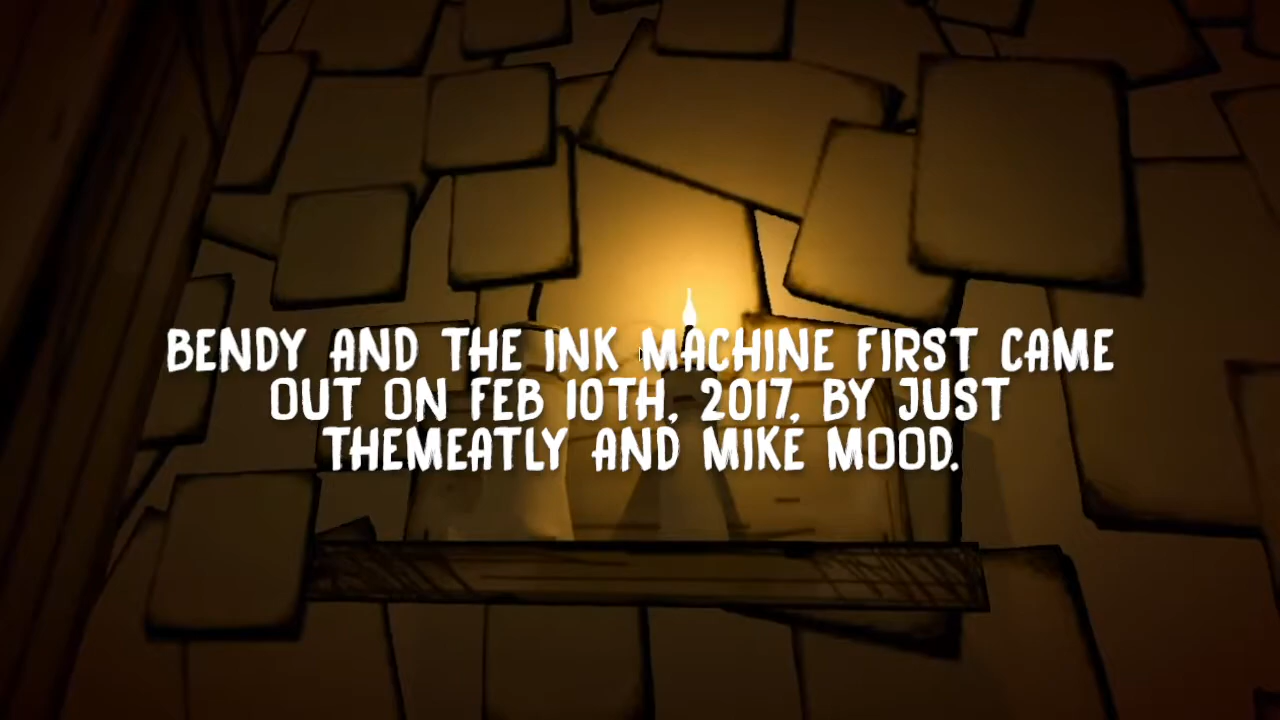 BENDY AND THE INK MACHINE FIRST CAME
OUT ON FEB 10TH, 2017, BY JUST
THEMEATLY AND MIKE MOOD.